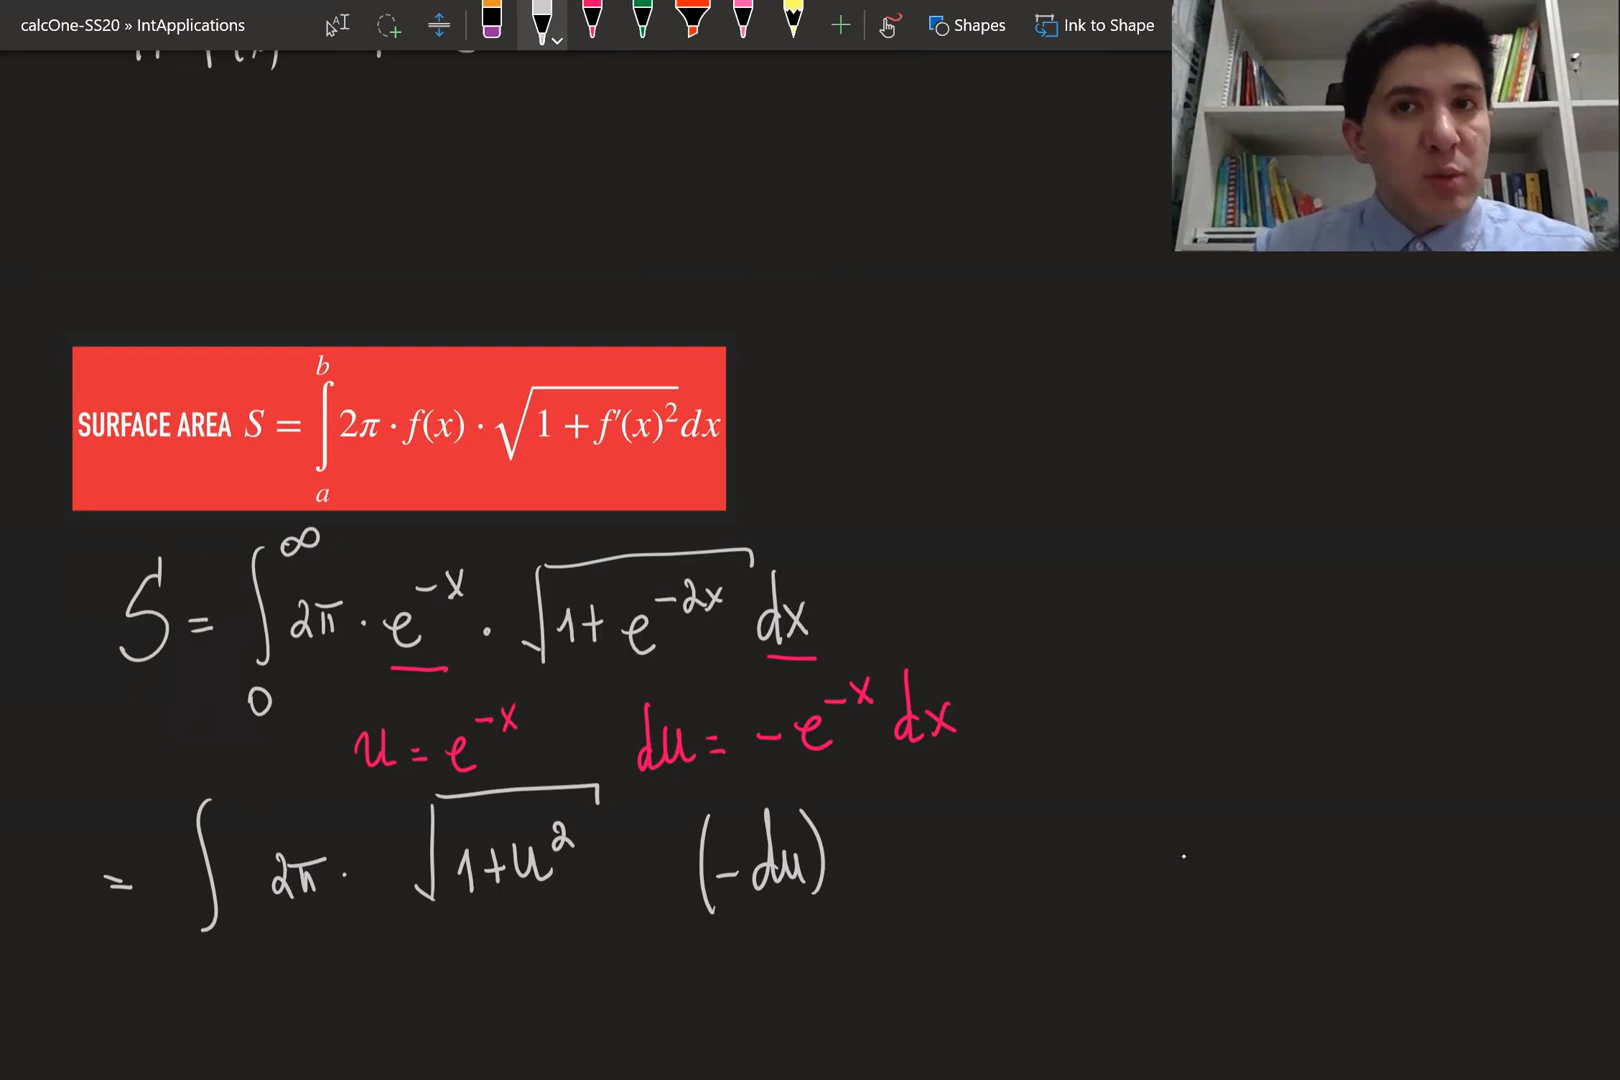 calcOne-SS20 » IntApplications Shapes Ink to Shape
SURFACE AREA S = ∫_a^b 2π · f(x) · √(1 + f′(x)²) dx
S = ∫_0^∞ 2π · e^(-x) · √(1 + e^(-2x)) dx
u = e^(-x) du = -e^(-x) dx
= ∫ 2π · √(1+u²) (-du)